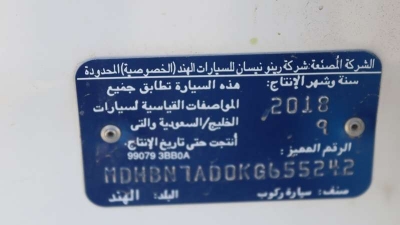 الشركة المصنعة: شركة رينو نيسان للسيارات الهند (الخصوصية) المحدودة
سنة وشهر الإنتاج: هذه السيارة تطابق جميع
2018 المواصفات القياسية لسيارات
9 الخليج/السعودية والتى
الرقم المميز: أنتجت حتى تاريخ الإنتاج.
99079 3BB0A
MDHBN7AD0KG655242
صنف: سيارة ركوب البلد: الهند